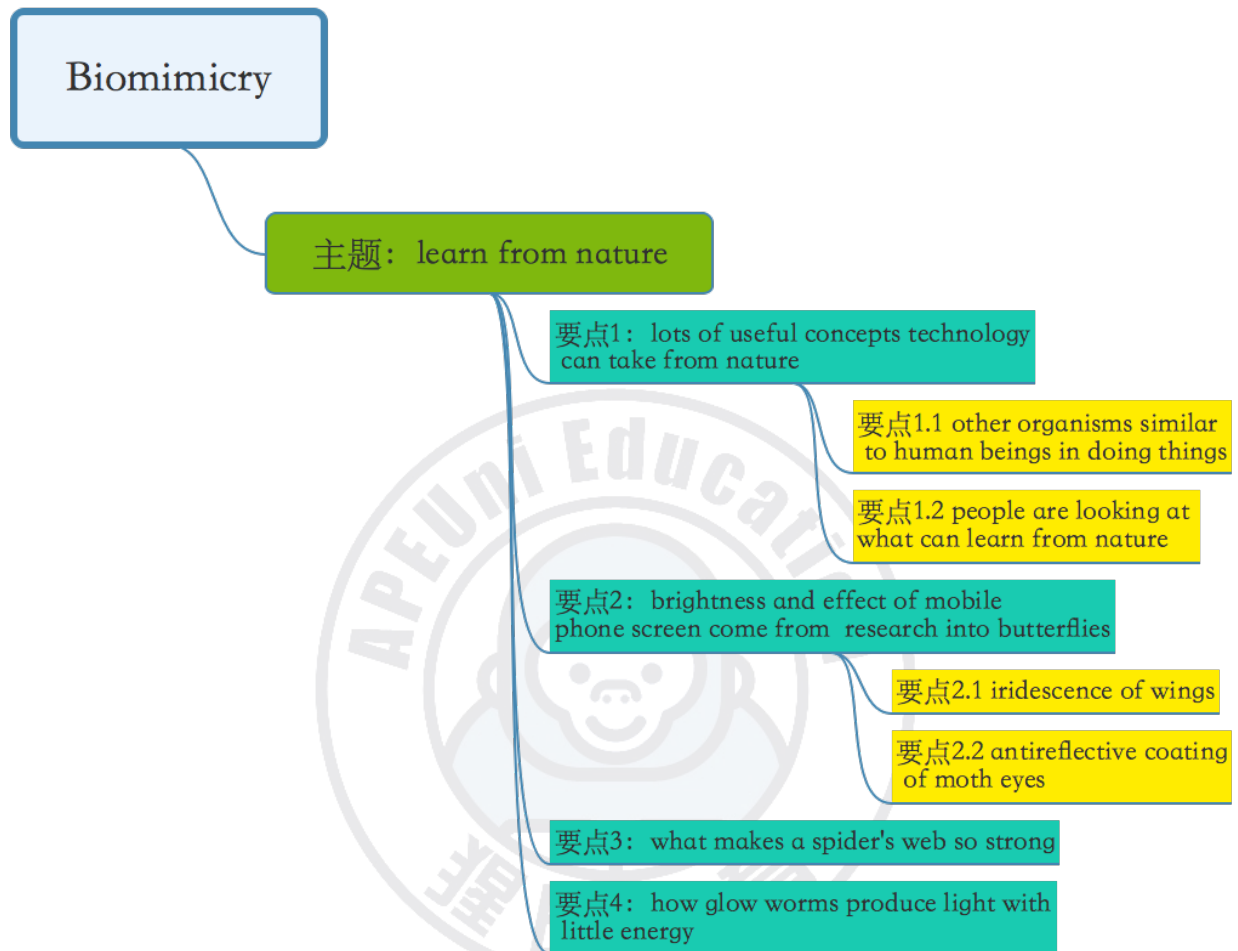 Biomimicry
主题：learn from nature
要点1：lots of useful concepts technology
can take from nature
要点1.1 other organisms similar
to human beings in doing things
要点1.2 people are looking at
what can learn from nature
要点2：brightness and effect of mobile
phone screen come from research into butterflies
要点2.1 iridescence of wings
要点2.2 antireflective coating
of moth eyes
要点3：what makes a spider's web so strong
要点4：how glow worms produce light with
little energy
APEUni Education